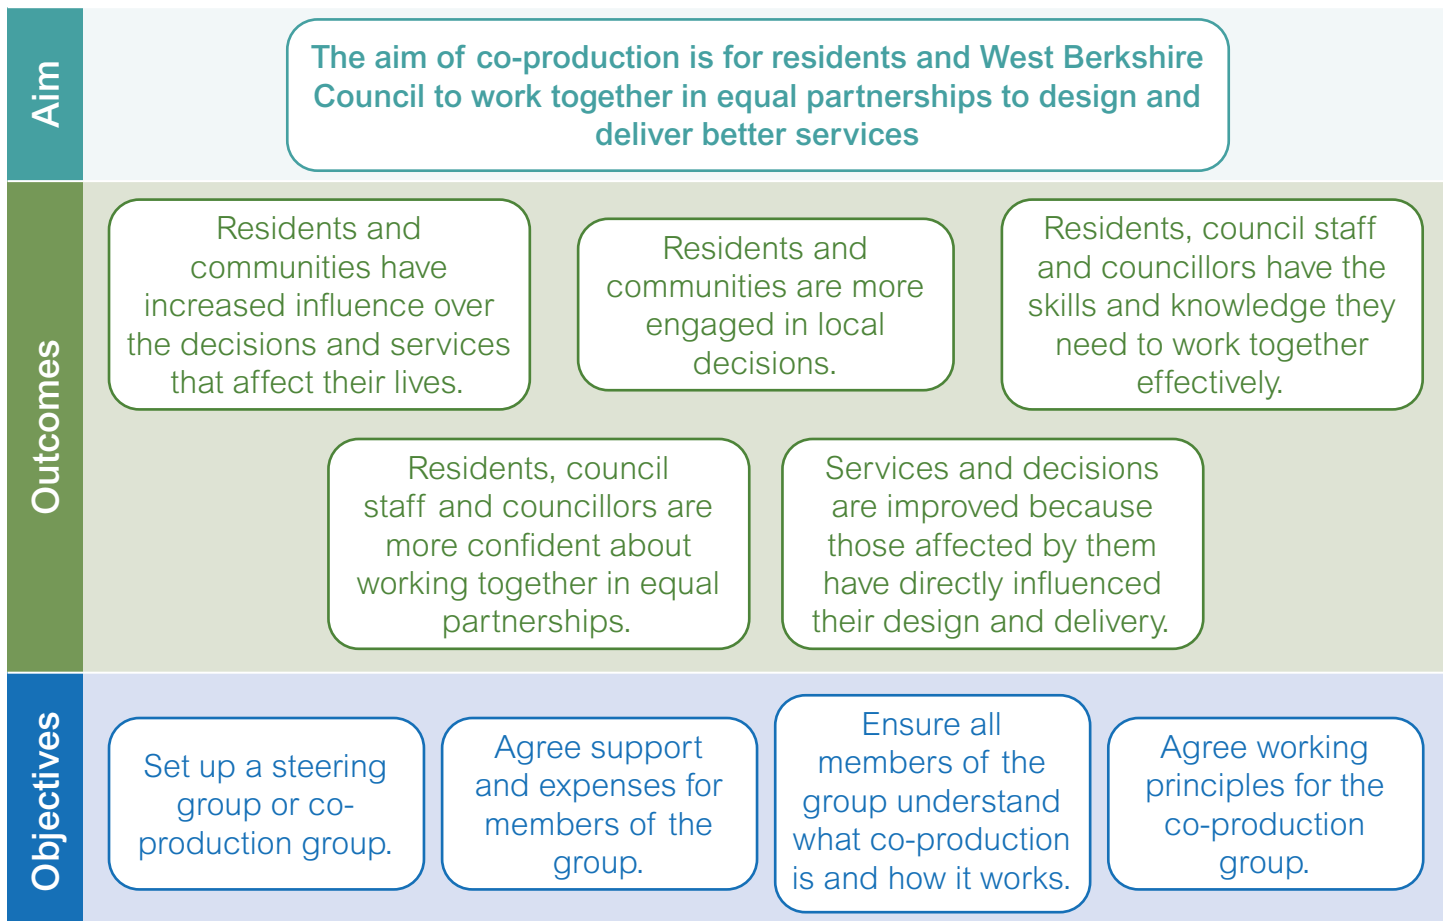 Aim
The aim of co-production is for residents and West Berkshire
Council to work together in equal partnerships to design and
deliver better services
Outcomes
Residents and
communities have
increased influence over
the decisions and services
that affect their lives.
Residents and
communities are more
engaged in local
decisions.
Residents, council staff
and councillors have the
skills and knowledge they
need to work together
effectively.
Residents, council
staff and councillors are
more confident about
working together in equal
partnerships.
Services and decisions
are improved because
those affected by them
have directly influenced
their design and delivery.
Objectives
Set up a steering
group or co-
production group.
Agree support
and expenses for
members of the
group.
Ensure all
members of the
group understand
what co-production
is and how it works.
Agree working
principles for the
co-production
group.